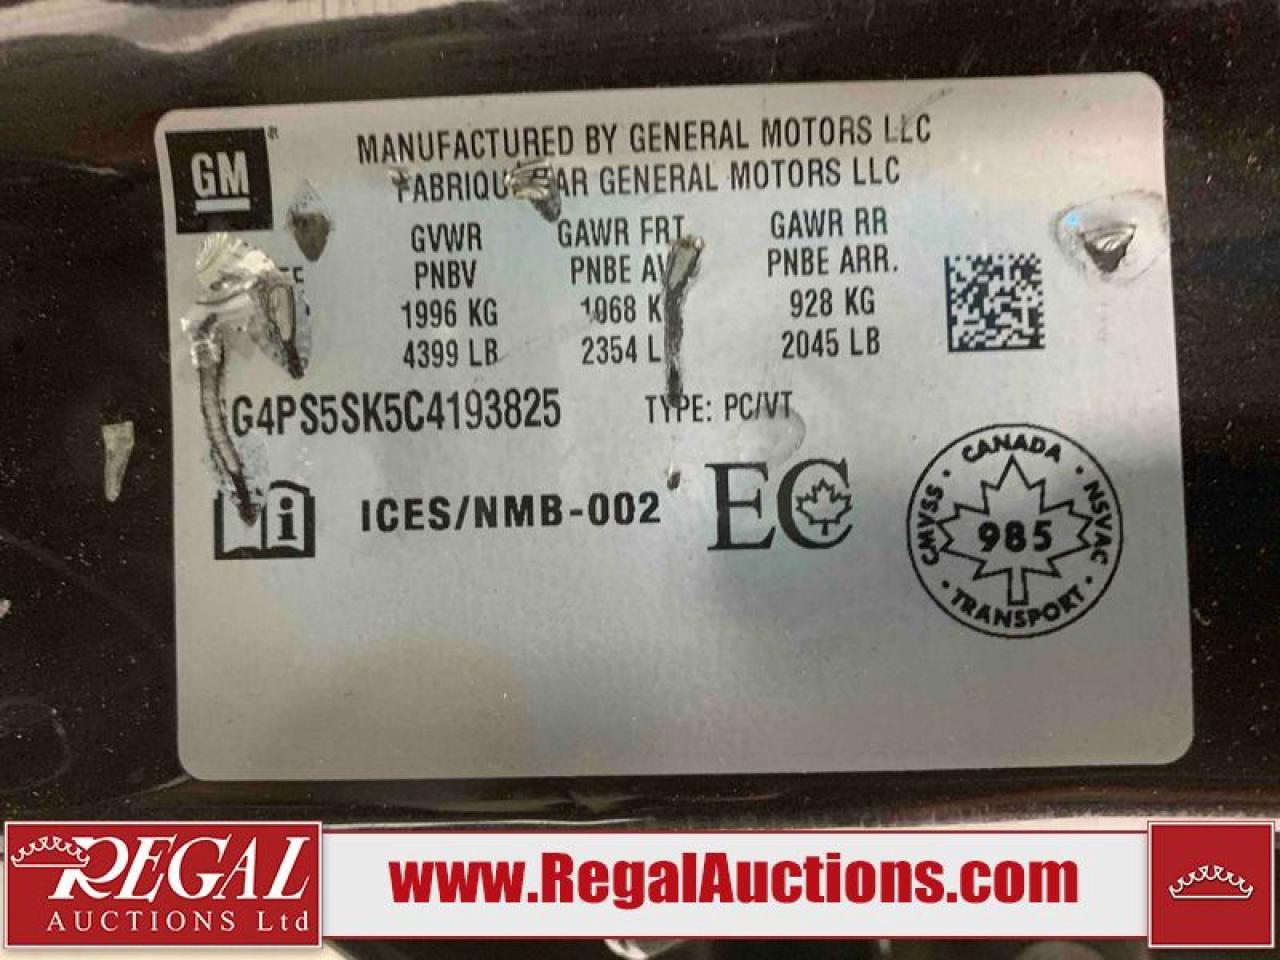 GM
MANUFACTURED BY GENERAL MOTORS LLC
FABRIQU PAR GENERAL MOTORS LLC
GVWR GAWR FRT GAWR RR
PNBV PNBE AV PNBE ARR.
1996 KG 1068 K 928 KG
4399 LB 2354 L 2045 LB
G4PS5SK5C4193825 TYPE: PC/VT
i ICES/NMB-002 EC
CANADA
CMVSS 985 NSVAC
TRANSPORT
REGAL
AUCTIONS Ltd
www.RegalAuctions.com